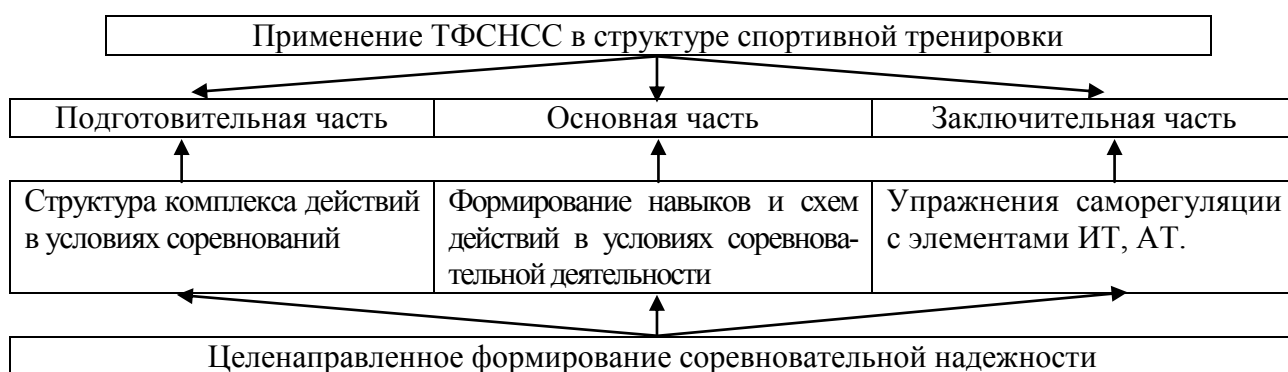 Применение ТФСНСС в структуре спортивной тренировки
Подготовительная часть
Основная часть
Заключительная часть
Структура комплекса действий
в условиях соревнований
Формирование навыков и схем
действий в условиях соревнова-
тельной деятельности
Упражнения саморегуляции
с элементами ИТ, АТ.
Целенаправленное формирование соревновательной надежности